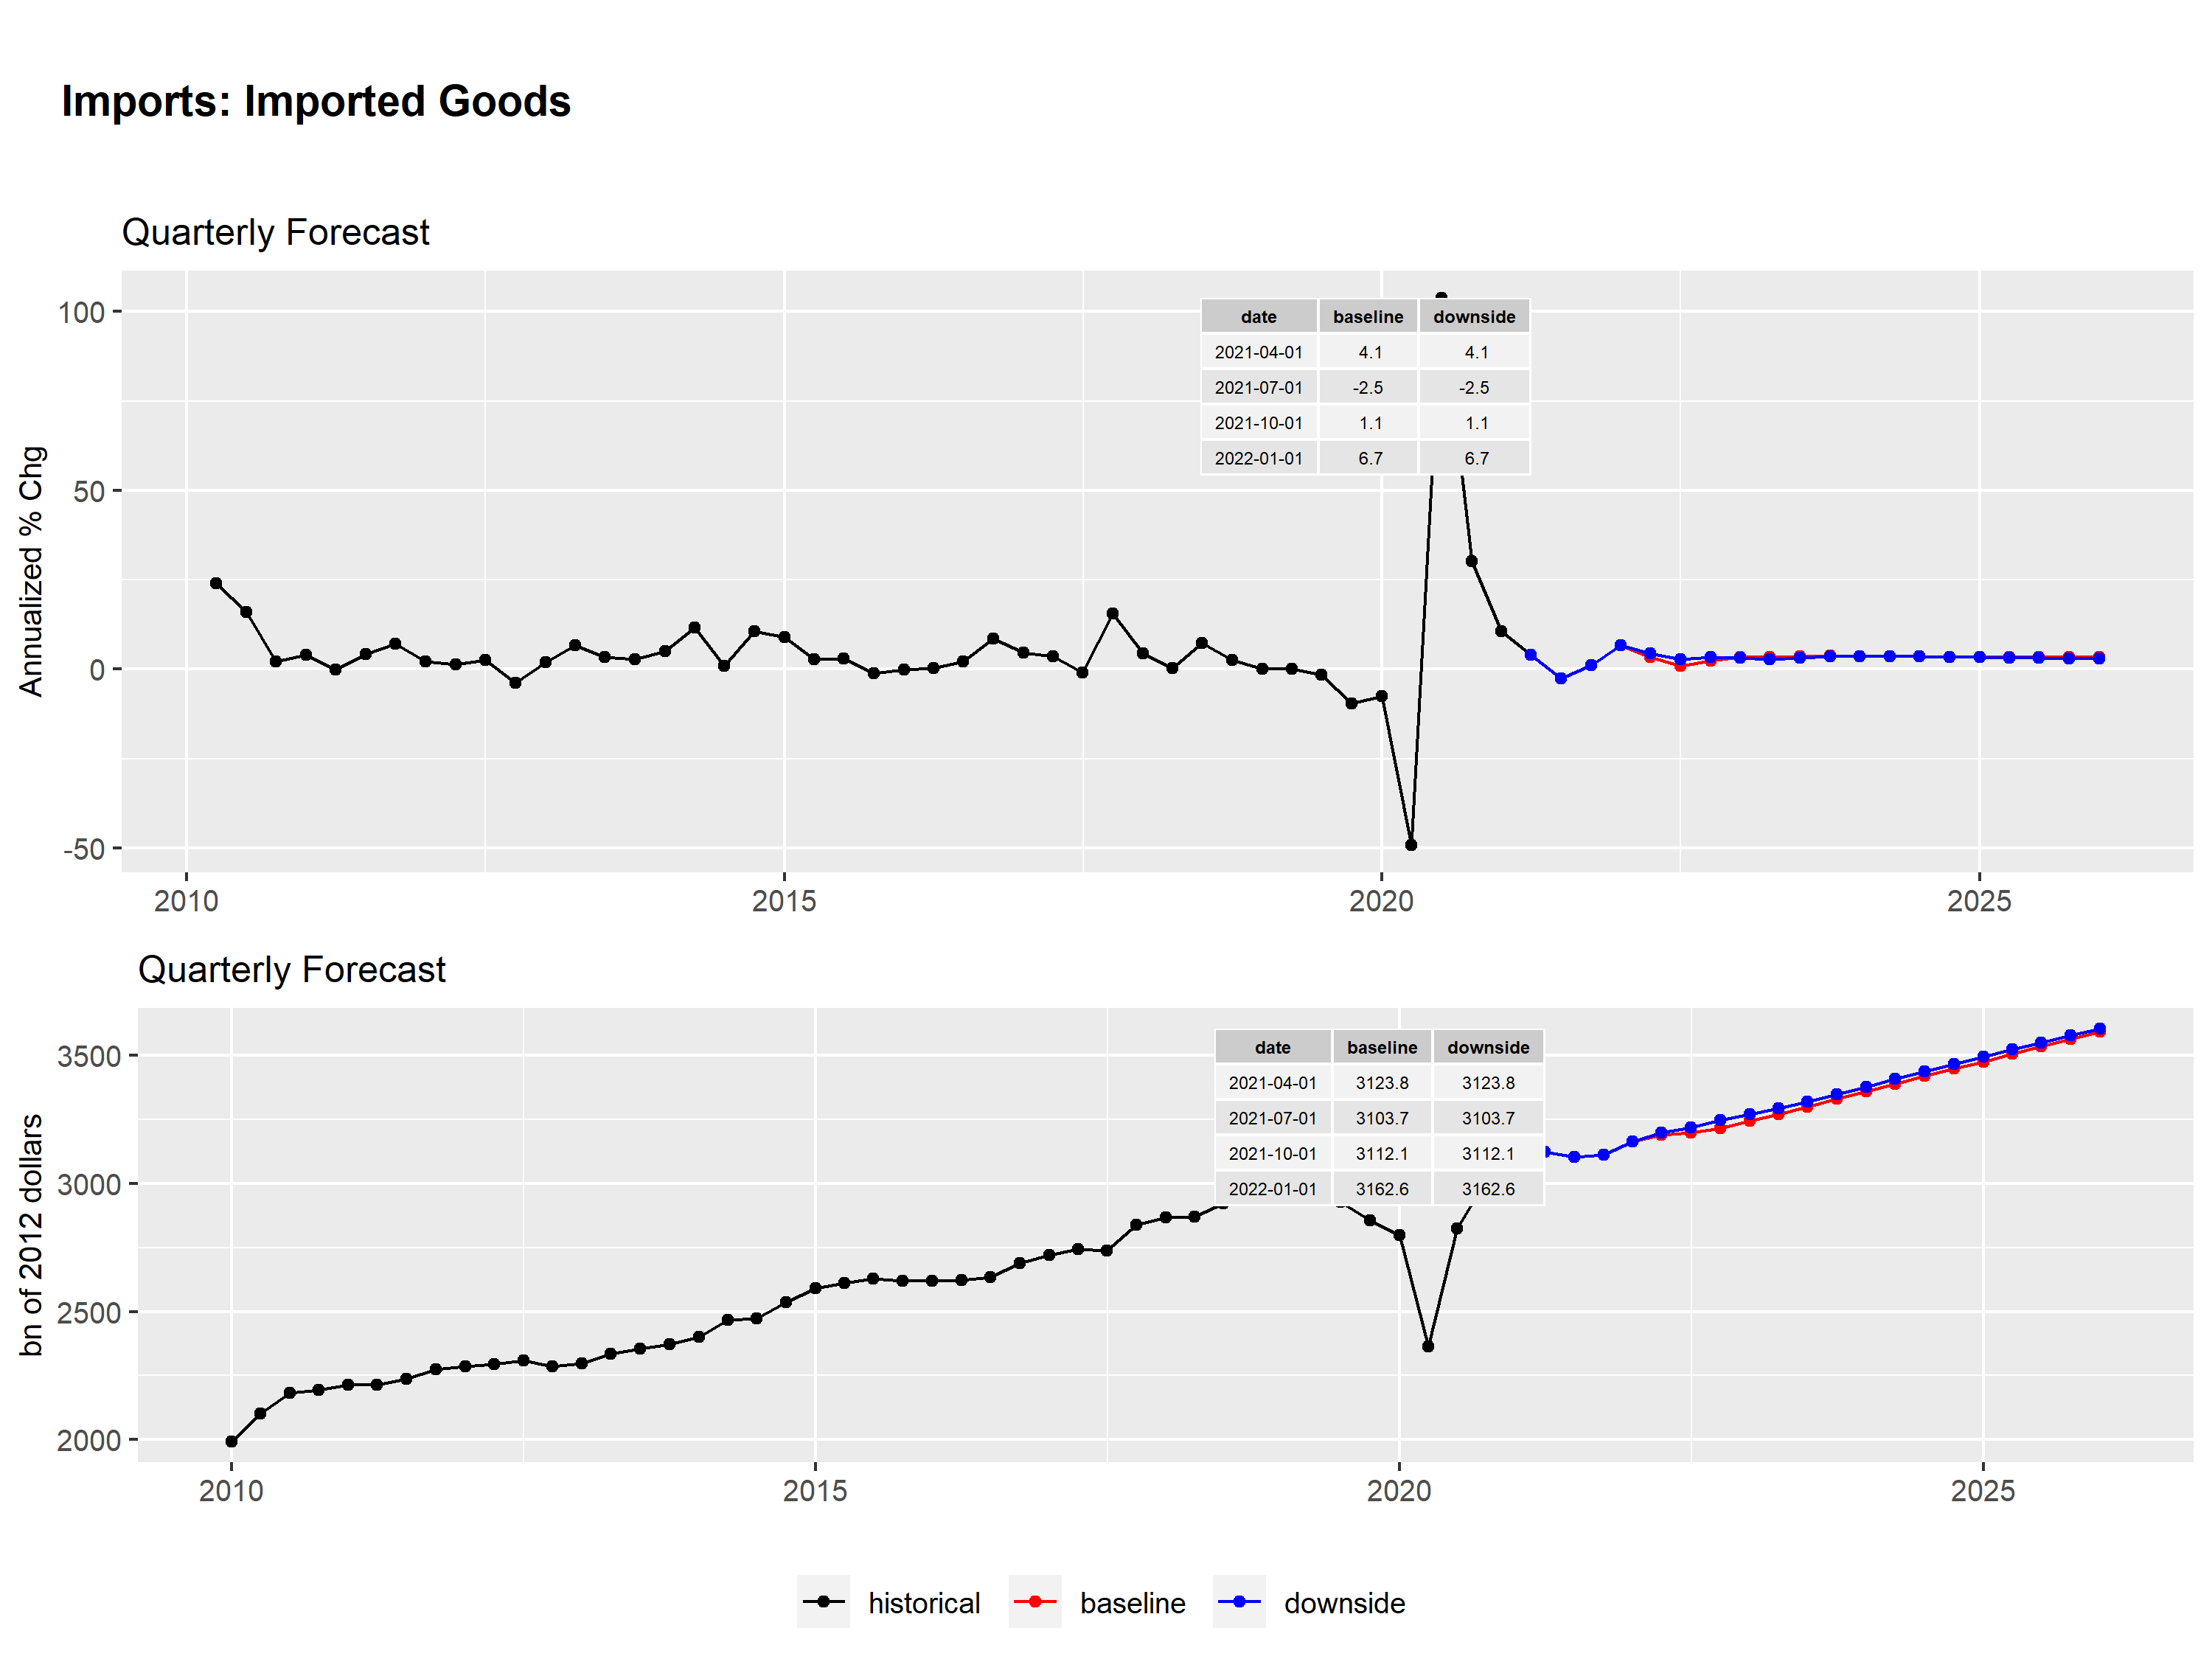 Imports: Imported Goods
Quarterly Forecast
Annualized % Chg
100
50
0
-50
date baseline downside
2021-04-01 4.1 4.1
2021-07-01 -2.5 -2.5
2021-10-01 1.1 1.1
2022-01-01 6.7 6.7
2010 2015 2020 2025
Quarterly Forecast
bn of 2012 dollars
3500
3000
2500
2000
date baseline downside
2021-04-01 3123.8 3123.8
2021-07-01 3103.7 3103.7
2021-10-01 3112.1 3112.1
2022-01-01 3162.6 3162.6
2010 2015 2020 2025
historical baseline downside